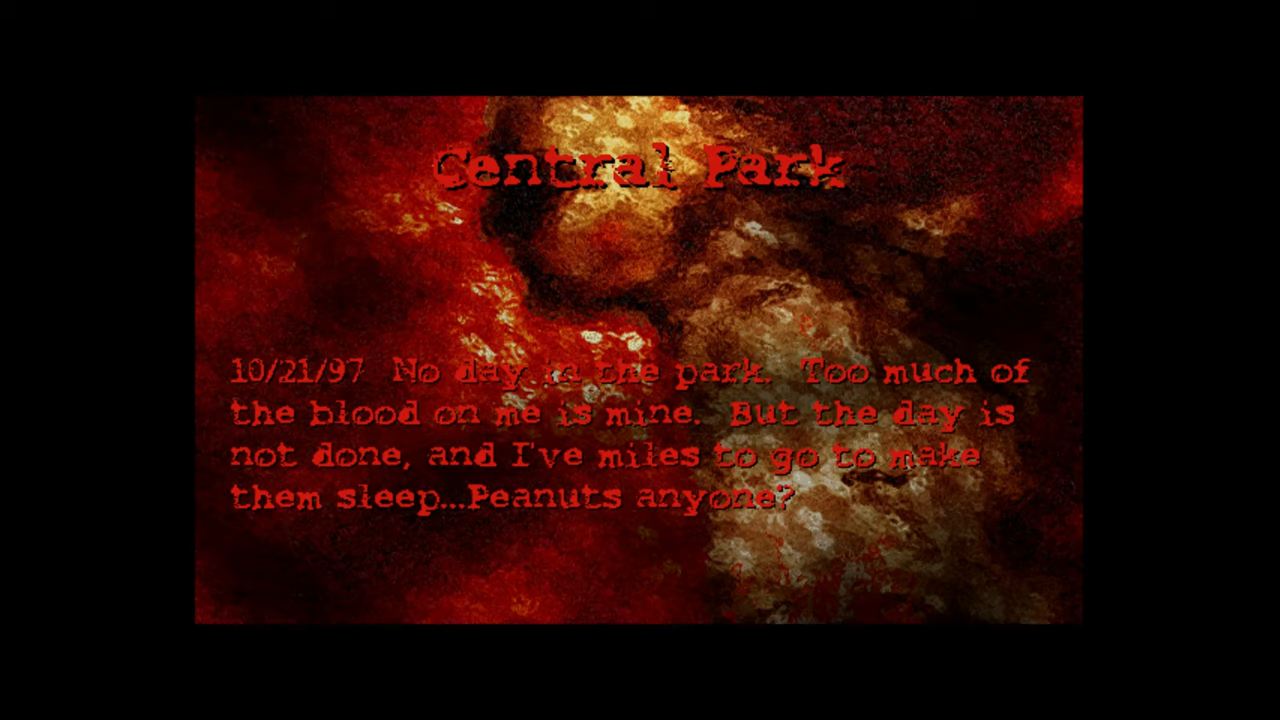 Central Park
10/21/97 No day in the park. Too much of
the blood on me is mine. But the day is
not done, and I've miles to go to make
them sleep...Peanuts anyone?